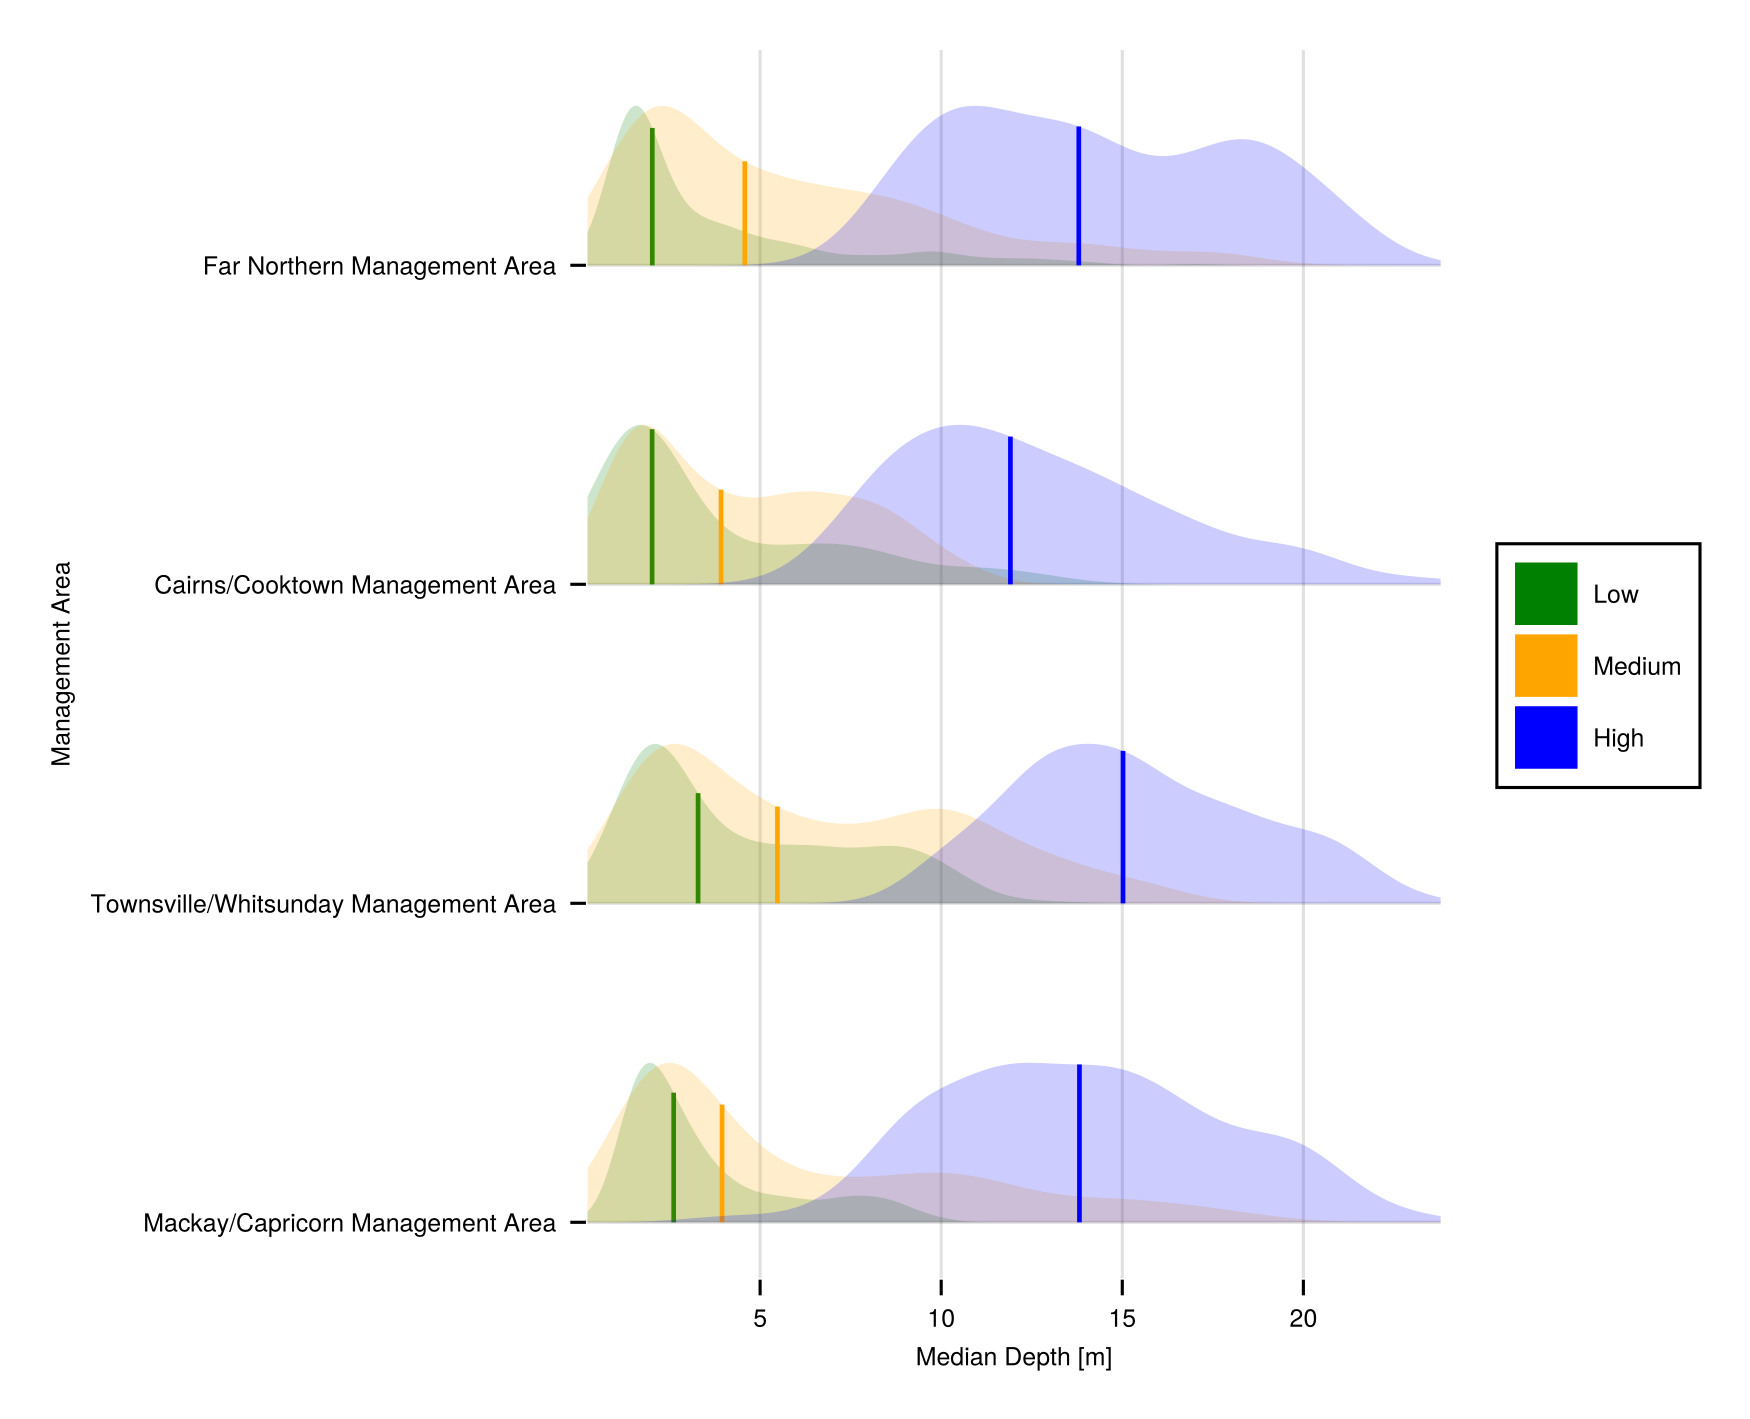 Management Area
Far Northern Management Area
Cairns/Cooktown Management Area
Townsville/Whitsunday Management Area
Mackay/Capricorn Management Area
Low
Medium
High
5 10 15 20
Median Depth [m]